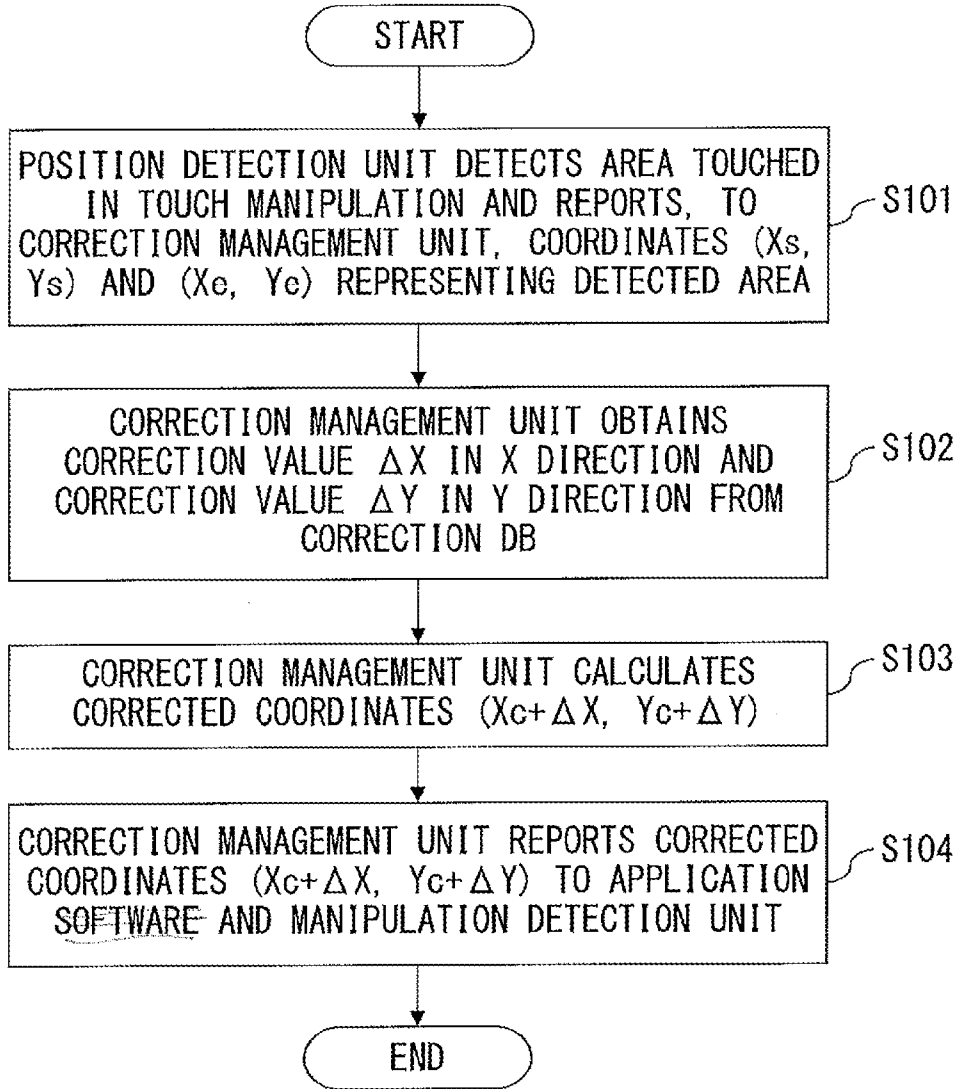 START
POSITION DETECTION UNIT DETECTS AREA TOUCHED
IN TOUCH MANIPULATION AND REPORTS, TO
CORRECTION MANAGEMENT UNIT, COORDINATES (Xs,
Ys) AND (Xe, Ye) REPRESENTING DETECTED AREA
S101
CORRECTION MANAGEMENT UNIT OBTAINS
CORRECTION VALUE ΔX IN X DIRECTION AND
CORRECTION VALUE ΔY IN Y DIRECTION FROM
CORRECTION DB
S102
CORRECTION MANAGEMENT UNIT CALCULATES
CORRECTED COORDINATES (Xc+ΔX, Yc+ΔY)
S103
CORRECTION MANAGEMENT UNIT REPORTS CORRECTED
COORDINATES (Xc+ΔX, Yc+ΔY) TO APPLICATION
SOFTWARE AND MANIPULATION DETECTION UNIT
S104
END